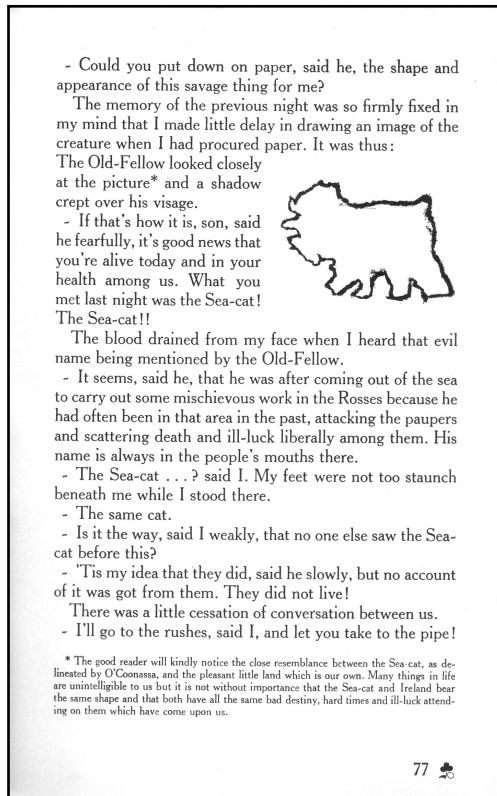 - Could you put down on paper, said he, the shape and
appearance of this savage thing for me?
The memory of the previous night was so firmly fixed in
my mind that I made little delay in drawing an image of the
creature when I had procured paper. It was thus:
The Old-Fellow looked closely
at the picture* and a shadow
crept over his visage.
- If that's how it is, son, said
he fearfully, it's good news that
you're alive today and in your
health among us. What you
met last night was the Sea-cat!
The Sea-cat!!
The blood drained from my face when I heard that evil
name being mentioned by the Old-Fellow.
- It seems, said he, that he was after coming out of the sea
to carry out some mischievous work in the Rosses because he
had often been in that area in the past, attacking the paupers
and scattering death and ill-luck liberally among them. His
name is always in the people's mouths there.
- The Sea-cat . . . ? said I. My feet were not too staunch
beneath me while I stood there.
- The same cat.
- Is it the way, said I weakly, that no one else saw the Sea-
cat before this?
- 'Tis my idea that they did, said he slowly, but no account
of it was got from them. They did not live!
There was a little cessation of conversation between us.
- I'll go to the rushes, said I, and let you take to the pipe!
* The good reader will kindly notice the close resemblance between the Sea-cat, as de-
lineated by O'Coonassa, and the pleasant little land which is our own. Many things in life
are unintelligible to us but it is not without importance that the Sea-cat and Ireland bear
the same shape and that both have all the same bad destiny, hard times and ill-luck attend-
ing on them which have come upon us.
77